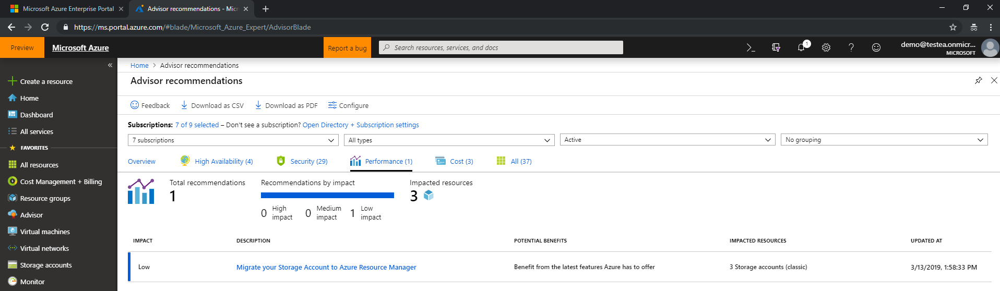 Microsoft Azure Enterprise Portal
Advisor recommendations - Micr
https://ms.portal.azure.com/#blade/Microsoft_Azure_Expert/AdvisorBlade
Preview
Microsoft Azure
Report a bug
Search resources, services, and docs
1
demo@testea.onmicr...
MICROSOFT
Create a resource
Home
Dashboard
All services
FAVORITES
All resources
Cost Management + Billing
Resource groups
Advisor
Virtual machines
Virtual networks
Storage accounts
Monitor
Home > Advisor recommendations
Advisor recommendations
Feedback Download as CSV Download as PDF Configure
Subscriptions: 7 of 9 selected – Don't see a subscription? Open Directory + Subscription settings
7 subscriptions All types Active No grouping
Overview High Availability (4) Security (29) Performance (1) Cost (3) All (37)
Total recommendations
1
Recommendations by impact
0 High impact
0 Medium impact
1 Low impact
Impacted resources
3
IMPACT DESCRIPTION POTENTIAL BENEFITS IMPACTED RESOURCES UPDATED AT
Low Migrate your Storage Account to Azure Resource Manager Benefit from the latest features Azure has to offer 3 Storage accounts (classic) 3/13/2019, 1:58:33 PM